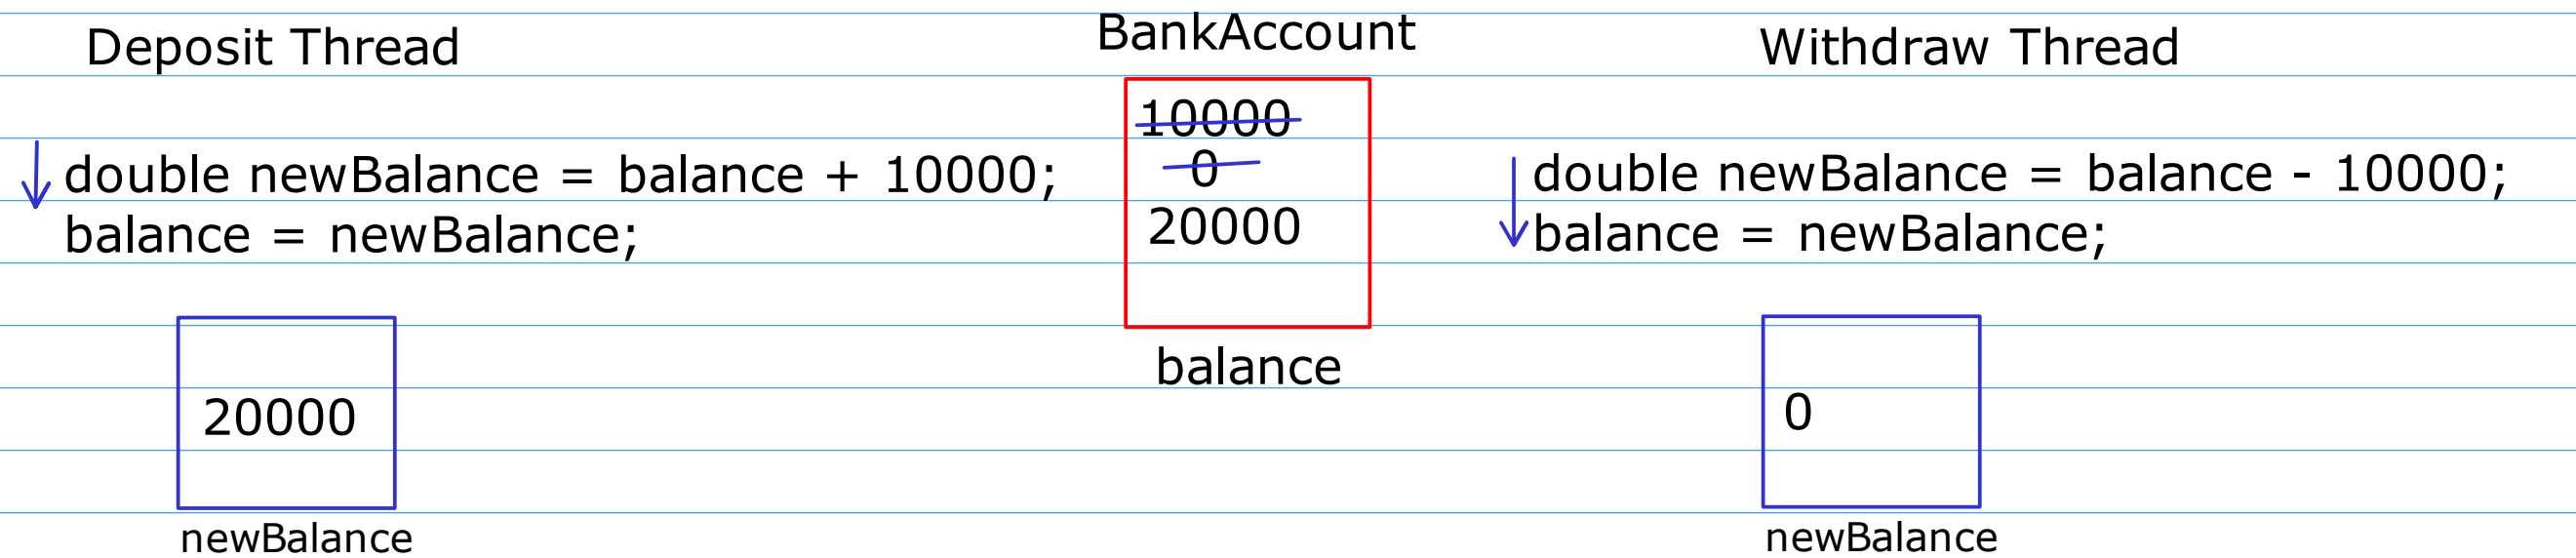 Deposit Thread
BankAccount
Withdraw Thread
10000
0
20000
double newBalance = balance + 10000;
balance = newBalance;
double newBalance = balance - 10000;
balance = newBalance;
balance
20000
newBalance
0
newBalance